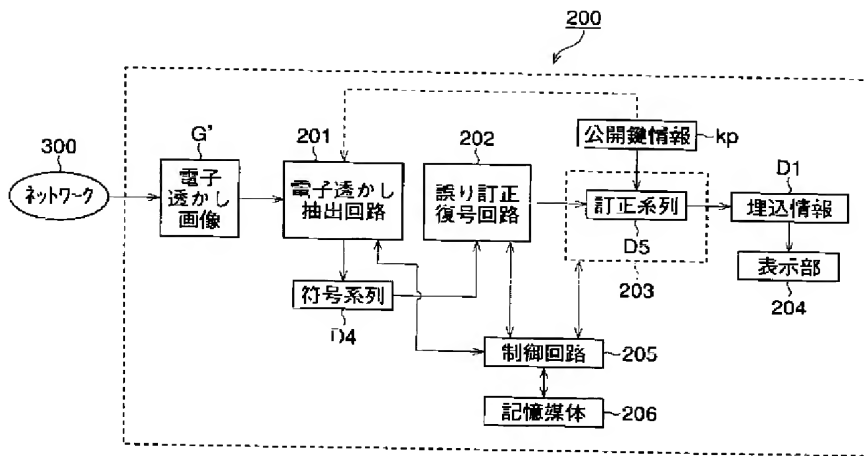 200
300
ネットワーク
G'
電子
透かし
画像
201
電子透かし
抽出回路
202
誤り訂正
復号回路
公開鍵情報
kp
訂正系列
D5
203
D1
埋込情報
表示部
204
符号系列
D4
制御回路
205
記憶媒体
206